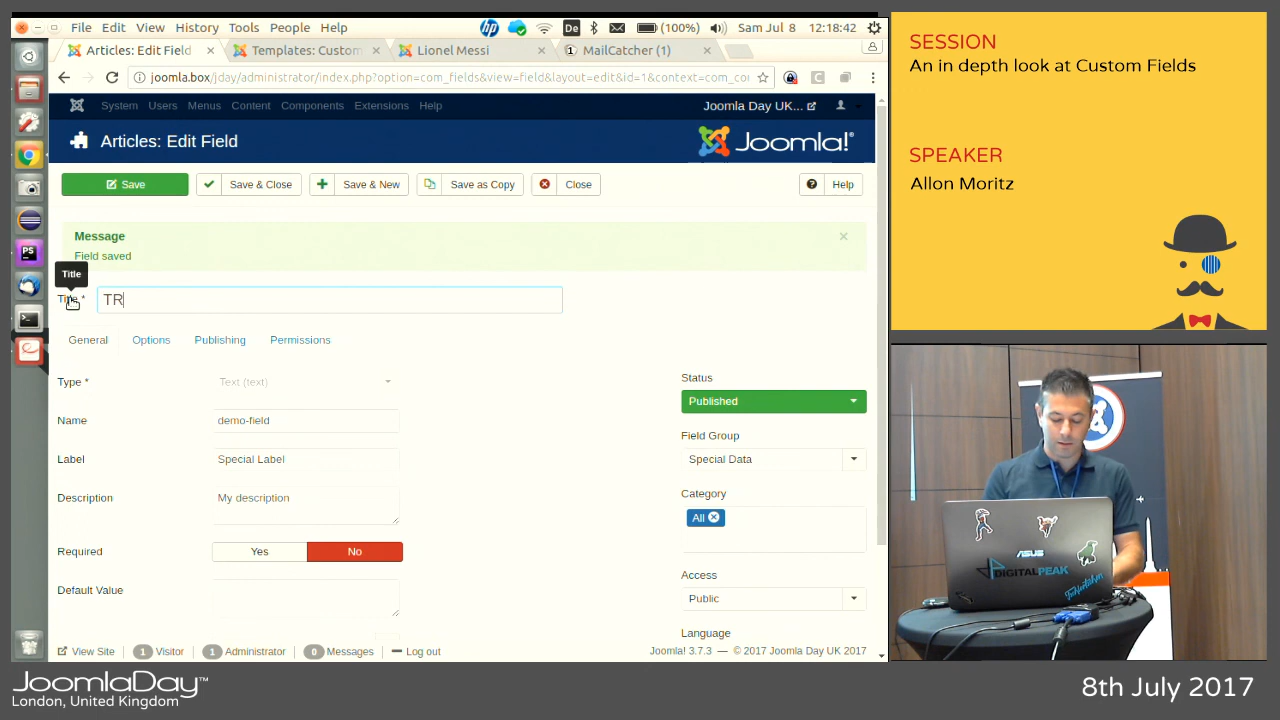 File Edit View History Tools People Help
hp De (100%) Sam Jul 8 12:18:42
Articles: Edit Field × Templates: Custom × Lionel Messi × MailCatcher (1) ×
joomla.box/jday/administrator/index.php?option=com_fields&view=field&layout=edit&id=1&context=com_co
System Users Menus Content Components Extensions Help Joomla Day UK...
Articles: Edit Field Joomla!®
Save Save & Close Save & New Save as Copy Close Help
Message ×
Field saved
Title
Title * TR
General Options Publishing Permissions
Type * Text (text)
Name demo-field
Label Special Label
Description My description
Required Yes No
Default Value
Status
Published
Field Group
Special Data
Category
All
Access
Public
Language
View Site 1 Visitor 1 Administrator 0 Messages Log out Joomla! 3.7.3 — © 2017 Joomla Day UK 2017
PS
SESSION
An in depth look at Custom Fields
SPEAKER
Allon Moritz
ASUS
DIGITALPEAK
JoomlaDay™
London, United Kingdom
8th July 2017